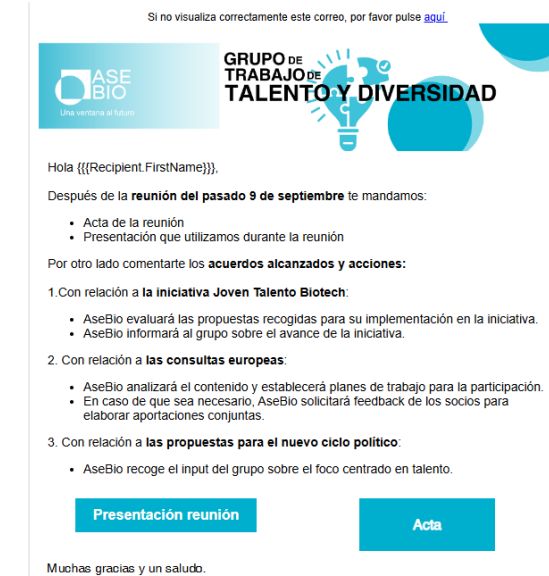 Si no visualiza correctamente este correo, por favor pulse aquí
ASE
BIO
Una ventana al futuro
GRUPO DE
TRABAJO DE
TALENTO Y DIVERSIDAD
Hola {{{Recipient.FirstName}}},
Después de la reunión del pasado 9 de septiembre te mandamos:
• Acta de la reunión
• Presentación que utilizamos durante la reunión
Por otro lado comentarte los acuerdos alcanzados y acciones:
1.Con relación a la iniciativa Joven Talento Biotech:
• AseBio evaluará las propuestas recogidas para su implementación en la iniciativa.
• AseBio informará al grupo sobre el avance de la iniciativa.
2. Con relación a las consultas europeas:
• AseBio analizará el contenido y establecerá planes de trabajo para la participación.
• En caso de que sea necesario, AseBio solicitará feedback de los socios para
elaborar aportaciones conjuntas.
3. Con relación a las propuestas para el nuevo ciclo político:
• AseBio recoge el input del grupo sobre el foco centrado en talento.
Presentación reunión
Acta
Muchas gracias y un saludo.